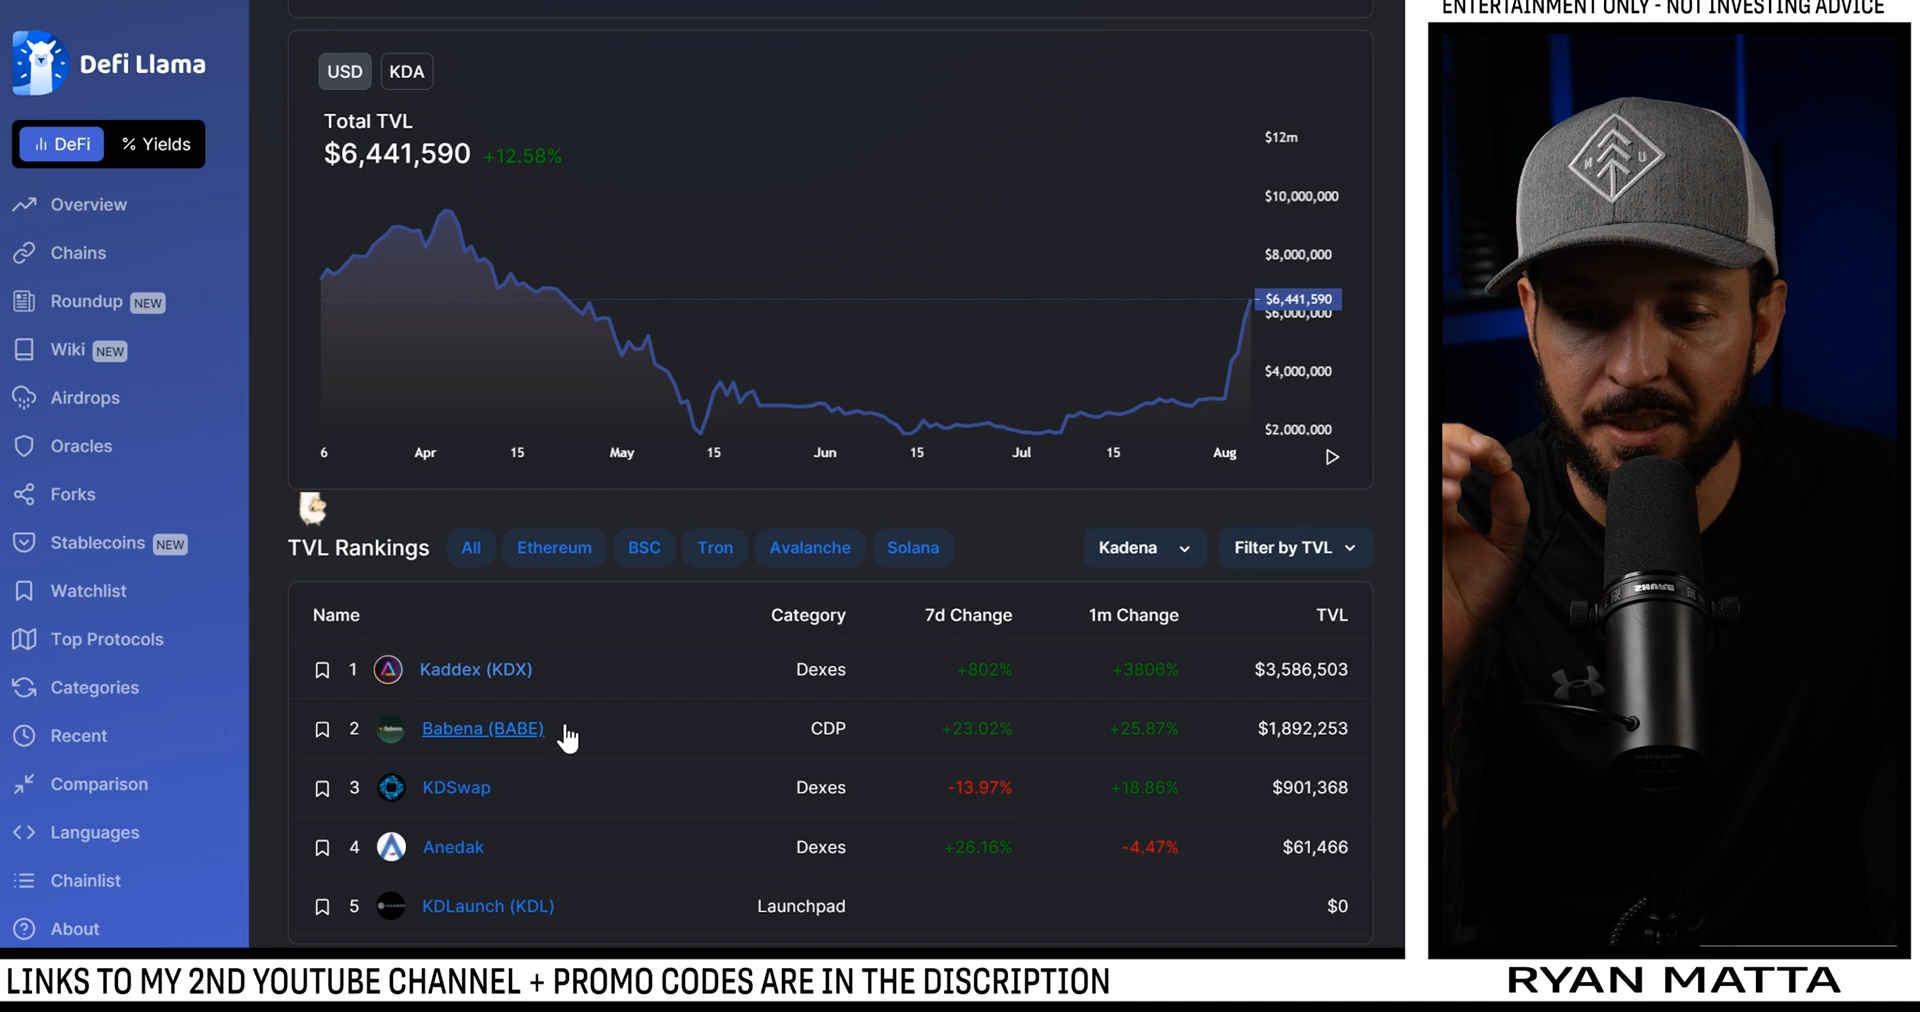 ENTERTAINMENT ONLY - NOT INVESTING ADVICE
Defi Llama
DeFi
% Yields
Overview
Chains
Roundup NEW
Wiki NEW
Airdrops
Oracles
Forks
Stablecoins NEW
Watchlist
Top Protocols
Categories
Recent
Comparison
Languages
Chainlist
About
USD KDA
Total TVL
$6,441,590 +12.58%
$12m
$10,000,000
$8,000,000
$6,441,590
$6,000,000
$4,000,000
$2,000,000
6 Apr 15 May 15 Jun 15 Jul 15 Aug
TVL Rankings All Ethereum BSC Tron Avalanche Solana Kadena Filter by TVL
Name Category 7d Change 1m Change TVL
1 Kaddex (KDX) Dexes +802% +3806% $3,586,503
2 Babena (BABE) CDP +23.02% +25.87% $1,892,253
3 KDSwap Dexes -13.97% +18.86% $901,368
4 Anedak Dexes +26.16% -4.47% $61,466
5 KDLaunch (KDL) Launchpad $0
N U
LINKS TO MY 2ND YOUTUBE CHANNEL + PROMO CODES ARE IN THE DISCRIPTION
RYAN MATTA